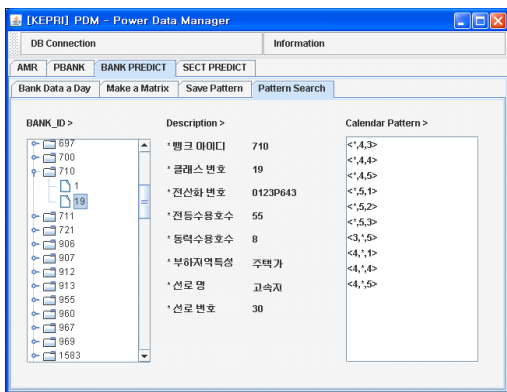 [KEPRI] PDM - Power Data Manager
DB Connection
Information
AMR
PBANK
BANK PREDICT
SECT PREDICT
Bank Data a Day
Make a Matrix
Save Pattern
Pattern Search
BANK_ID >
697
700
710
1
19
711
721
906
907
912
913
955
960
967
969
1583
Description >
* 뱅크 아이디 710
* 클래스 번호 19
* 전산화 번호 0123P643
* 전등수용호수 55
* 동력수용호수 8
* 부하지역특성 주택가
* 선로 명 고속지
* 선로 번호 30
Calendar Pattern >
<*,4,3>
<*,4,4>
<*,4,5>
<*,5,1>
<*,5,2>
<*,5,3>
<3,*,5>
<4,*,1>
<4,*,4>
<4,*,5>